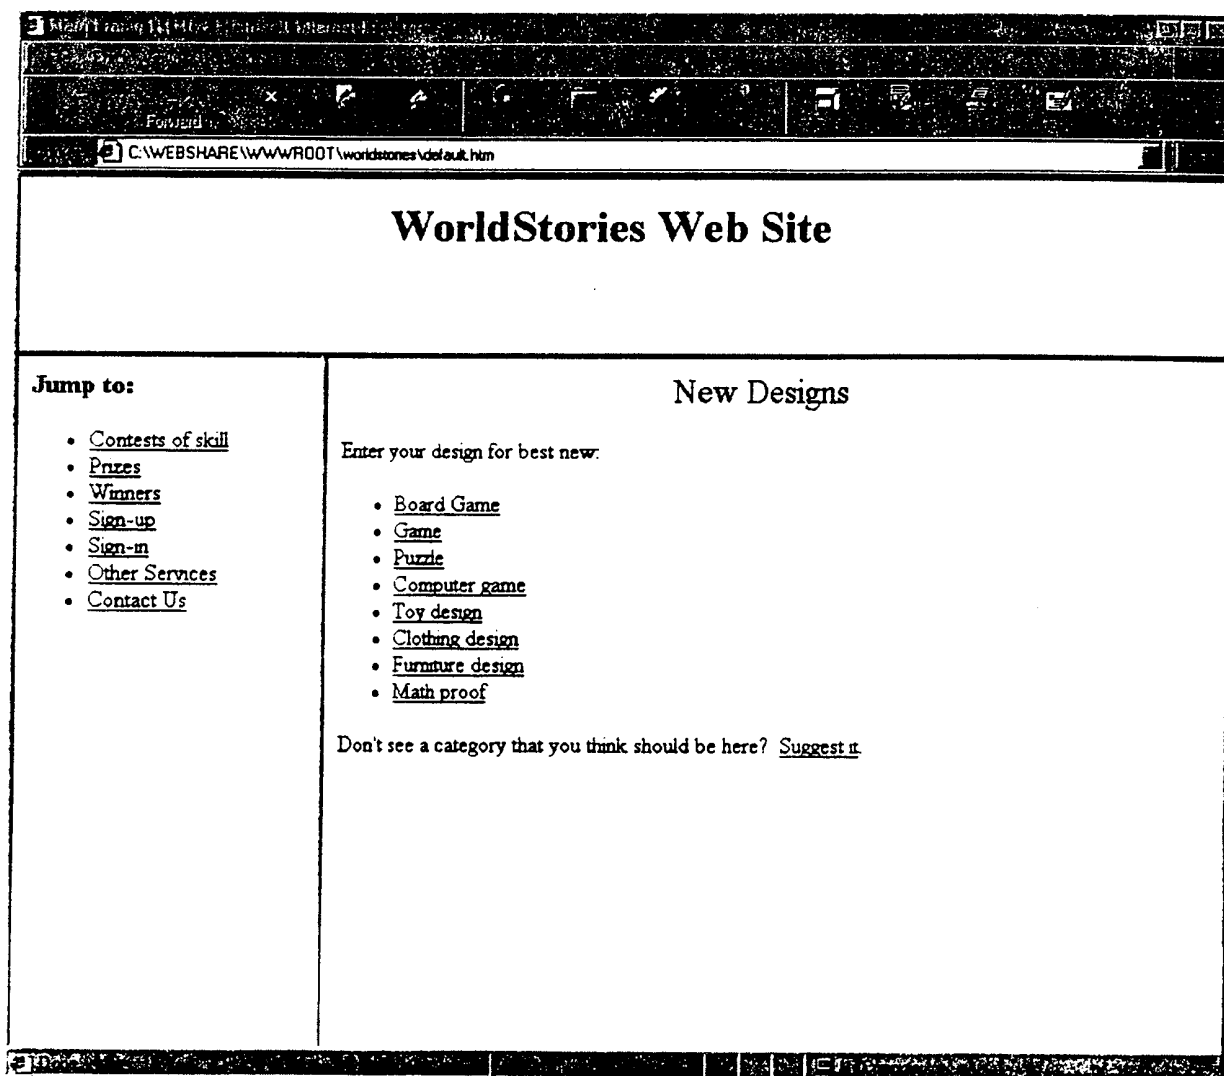 Forward
C:\WEBSHARE\WWWROOT\worldstories\default.htm
WorldStories Web Site
Jump to:
Contests of skill
Prizes
Winners
Sign-up
Sign-in
Other Services
Contact Us
New Designs
Enter your design for best new:
Board Game
Game
Puzzle
Computer game
Toy design
Clothing design
Furniture design
Math proof
Don't see a category that you think should be here? Suggest it.